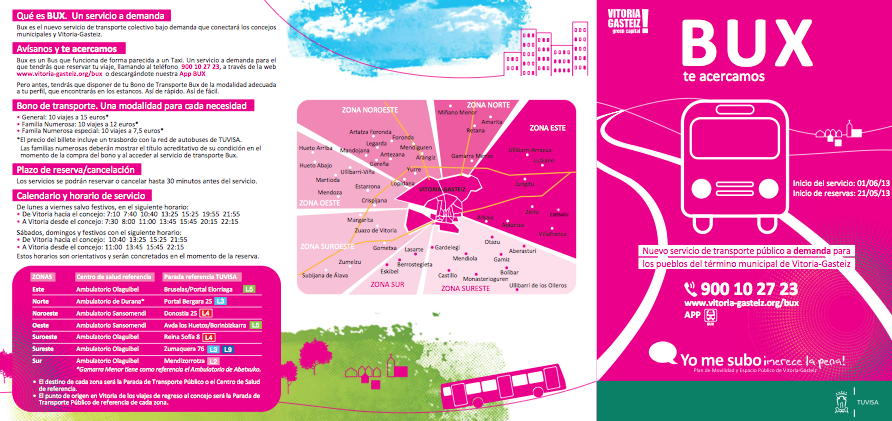 Qué es BUX. Un servicio a demanda
Bux es el nuevo servicio de transporte colectivo bajo demanda que conectará los concejos
municipales y Vitoria-Gasteiz.
Avísanos y te acercamos
Bux es un Bus que funciona de forma parecida a un Taxi. Un servicio a demanda para el
que tendrás que reservar tu viaje, llamando al teléfono 900 10 27 23, a través de la web
www.vitoria-gasteiz.org/bux o descargándote nuestra App BUX
Pero antes, tendrás que disponer de tu Bono de Transporte Bux de la modalidad adecuada
a tu perfil, que encontrarás en los estancos. Así de rápido. Así de fácil.
Bono de transporte. Una modalidad para cada necesidad
• General: 10 viajes a 15 euros*
• Familia Numerosa: 10 viajes a 12 euros*
• Familia Numerosa especial: 10 viajes a 7,5 euros*
*El precio del billete incluye un trasbordo con la red de autobuses de TUVISA.
Las familias numerosas deberán mostrar el título acreditativo de su condición en el
momento de la compra del bono y al acceder al servicio de transporte Bux.
Plazo de reserva/cancelación
Los servicios se podrán reservar o cancelar hasta 30 minutos antes del servicio.
Calendario y horario de servicio
De lunes a viernes salvo festivos, en el siguiente horario:
• De Vitoria hacia el concejo: 7:10 7:40 10:40 13:25 15:25 19:55 21:55
• A Vitoria desde el concejo: 7:30 8:00 11:00 13:45 15:45 20:15 22:15
Sábados, domingos y festivos con el siguiente horario:
• De Vitoria hacia el concejo: 10:40 13:25 15:25 21:55
• A Vitoria desde el concejo: 11:00 13:45 15:45 22:15
Estos horarios son orientativos y serán concretados en el momento de la reserva.
ZONAS Centro de salud referencia Parada referencia TUVISA
Este Ambulatorio Olaguibel Bruselas/Portal Elorriaga L5
Norte Ambulatorio de Durana* Portal Bergara 25 L3
Noroeste Ambulatorio Sansomendi Donostia 25 L4
Oeste Ambulatorio Sansomendi Avda los Huetos/Borinbizkarra L5
Suroeste Ambulatorio Olaguibel Reina Sofía 8 L4
Sureste Ambulatorio Olaguibel Zumaquera 76 L3 L9
Sur Ambulatorio Olaguibel Mendizorrotza L2
*Gamarra Menor tiene como referencia el Ambulatorio de Abetxuko.
• El destino de cada zona será la Parada de Transporte Público o el Centro de Salud
de referencia.
• El punto de origen en Vitoria de los viajes de regreso al concejo será la Parada de
Transporte Público de referencia de cada zona.
ZONA NOROESTE
ZONA NORTE
Miñano Menor
Amarita
Retana
ZONA ESTE
Artatza Foronda
Foronda
Legarda
Mendiguren
Hueto Arriba
Mandojana
Antezana
Arangiz
Gamarra Menor
Hueto Abajo
Gereña
Ullibarri-Viña
Yurre
Martioda
Estarrona
Lopidana
VITORIA-GASTEIZ
Mendoza
Crispijana
ZONA OESTE
Margarita
Zuazo de Vitoria
ZONA SUROESTE
Gometxa
Lasarte
Gardelegi
Otazu
Aberasturi
Villafranca
Zumelzu
Berrostegieta
Mendiola
Gamiz
Subijana de Álava
Eskibel
Castillo
Monasterioguren
Bolibar
ZONA SUR
ZONA SURESTE
Ullibarri de los Olleros
VITORIA
GASTEIZ
green capital
BUX
te acercamos
Inicio del servicio: 01/06/13
Inicio de reservas: 21/05/13
Nuevo servicio de transporte público a demanda para
los pueblos del término municipal de Vitoria-Gasteiz
900 10 27 23
www.vitoria-gasteiz.org/bux
APP BUX
Yo me subo ¡merece la pena!
Plan de Movilidad y Espacio Público de Vitoria-Gasteiz
TUVISA